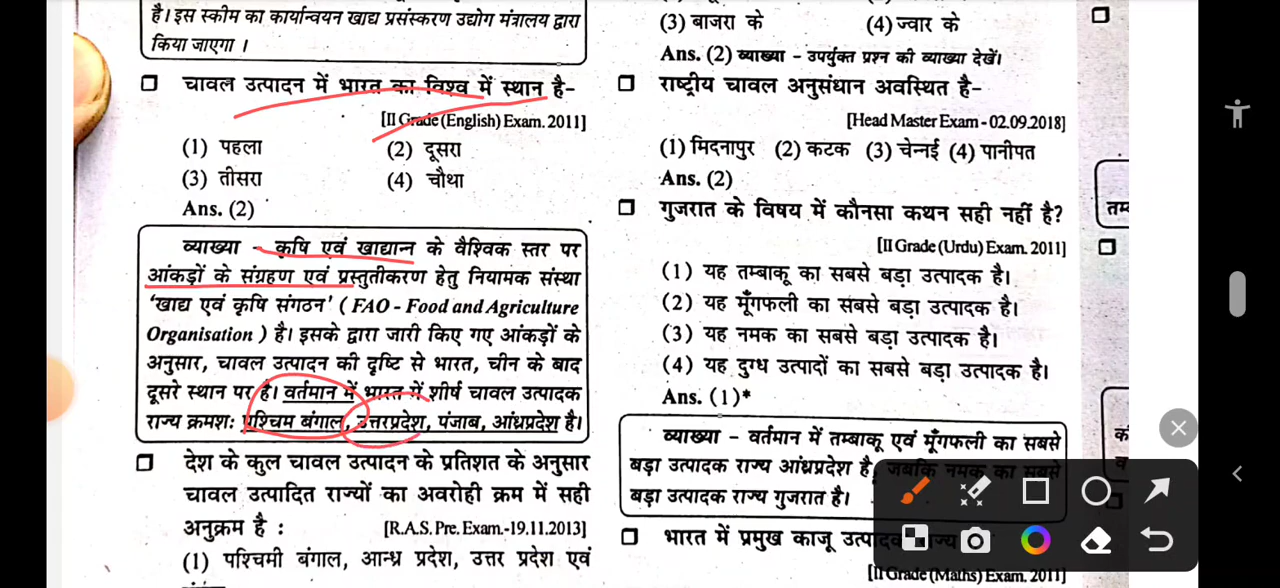 है। इस स्कीम का कार्यान्वयन खाद्य प्रसंस्करण उद्योग मंत्रालय द्वारा
किया जाएगा ।
चावल उत्पादन में भारत का विश्व में स्थान है-
[II Grade (English) Exam. 2011]
(1) पहला (2) दूसरा
(3) तीसरा (4) चौथा
Ans. (2)
व्याख्या - कृषि एवं खाद्यान्न के वैश्विक स्तर पर
आंकड़ों के संग्रहण एवं प्रस्तुतीकरण हेतु नियामक संस्था
'खाद्य एवं कृषि संगठन' ( FAO - Food and Agriculture
Organisation ) है। इसके द्वारा जारी किए गए आंकड़ों के
अनुसार, चावल उत्पादन की दृष्टि से भारत, चीन के बाद
दूसरे स्थान पर है। वर्तमान में भारत में शीर्ष चावल उत्पादक
राज्य क्रमशः पश्चिम बंगाल, उत्तरप्रदेश, पंजाब, आंध्रप्रदेश है।
देश के कुल चावल उत्पादन के प्रतिशत के अनुसार
चावल उत्पादित राज्यों का अवरोही क्रम में सही
अनुक्रम है : [R.A.S. Pre. Exam.-19.11.2013]
(1) पश्चिमी बंगाल, आन्ध्र प्रदेश, उत्तर प्रदेश एवं
(3) बाजरा के (4) ज्वार के
Ans. (2) व्याख्या - उपर्युक्त प्रश्न की व्याख्या देखें।
राष्ट्रीय चावल अनुसंधान अवस्थित है-
[Head Master Exam - 02.09.2018]
(1) मिदनापुर (2) कटक (3) चेन्नई (4) पानीपत
Ans. (2)
गुजरात के विषय में कौनसा कथन सही नहीं है?
[II Grade (Urdu) Exam. 2011]
(1) यह तम्बाकू का सबसे बड़ा उत्पादक है।
(2) यह मूँगफली का सबसे बड़ा उत्पादक है।
(3) यह नमक का सबसे बड़ा उत्पादक है।
(4) यह दुग्ध उत्पादों का सबसे बड़ा उत्पादक है।
Ans. (1)*
व्याख्या - वर्तमान में तम्बाकू एवं मूँगफली का सबसे
बड़ा उत्पादक राज्य आंध्रप्रदेश है, जबकि नमक का सबसे
बड़ा उत्पादक राज्य गुजरात है।
भारत में प्रमुख काजू
[II Grade (Maths) Exam. 2011]